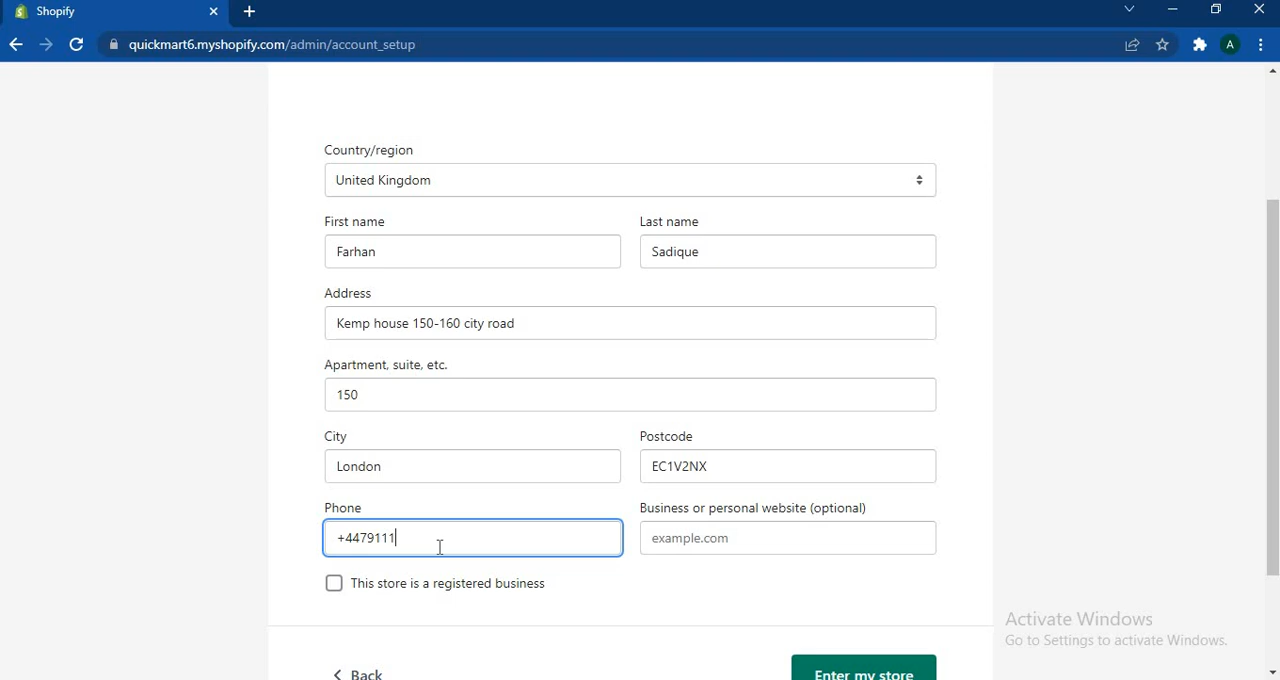 Shopify
quickmart6.myshopify.com/admin/account_setup
A
Country/region
United Kingdom
First name
Last name
Farhan
Sadique
Address
Kemp house 150-160 city road
Apartment, suite, etc.
150
City
Postcode
London
EC1V2NX
Phone
Business or personal website (optional)
+4479111
example.com
This store is a registered business
Activate Windows
Go to Settings to activate Windows.
Back
Enter my store